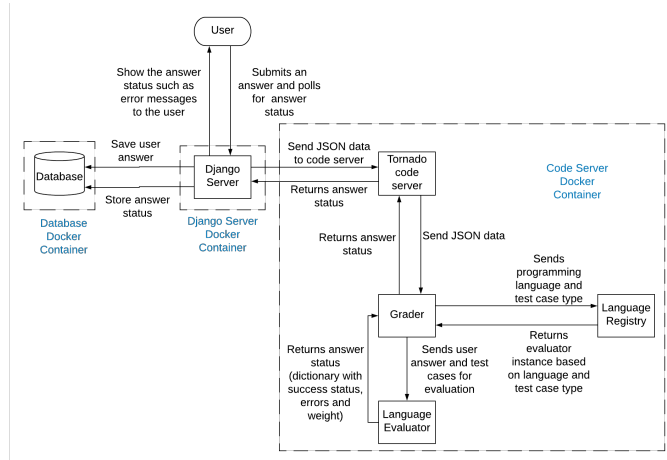 User
Show the answer
status such as
error messages
to the user
Submits an
answer and polls
for answer
status
Save user
answer
Database
Store answer
status
Database
Docker
Container
Django
Server
Django Server
Docker
Container
Send JSON data
to code server
Returns answer
status
Tornado
code
server
Code Server
Docker
Container
Returns answer
status
Send JSON data
Grader
Sends
programming
language and
test case type
Language
Registry
Returns
evaluator
instance based
on language and
test case type
Returns answer
status
(dictionary with
success status,
errors and
weight)
Sends user
answer and test
cases for
evaluation
Language
Evaluator